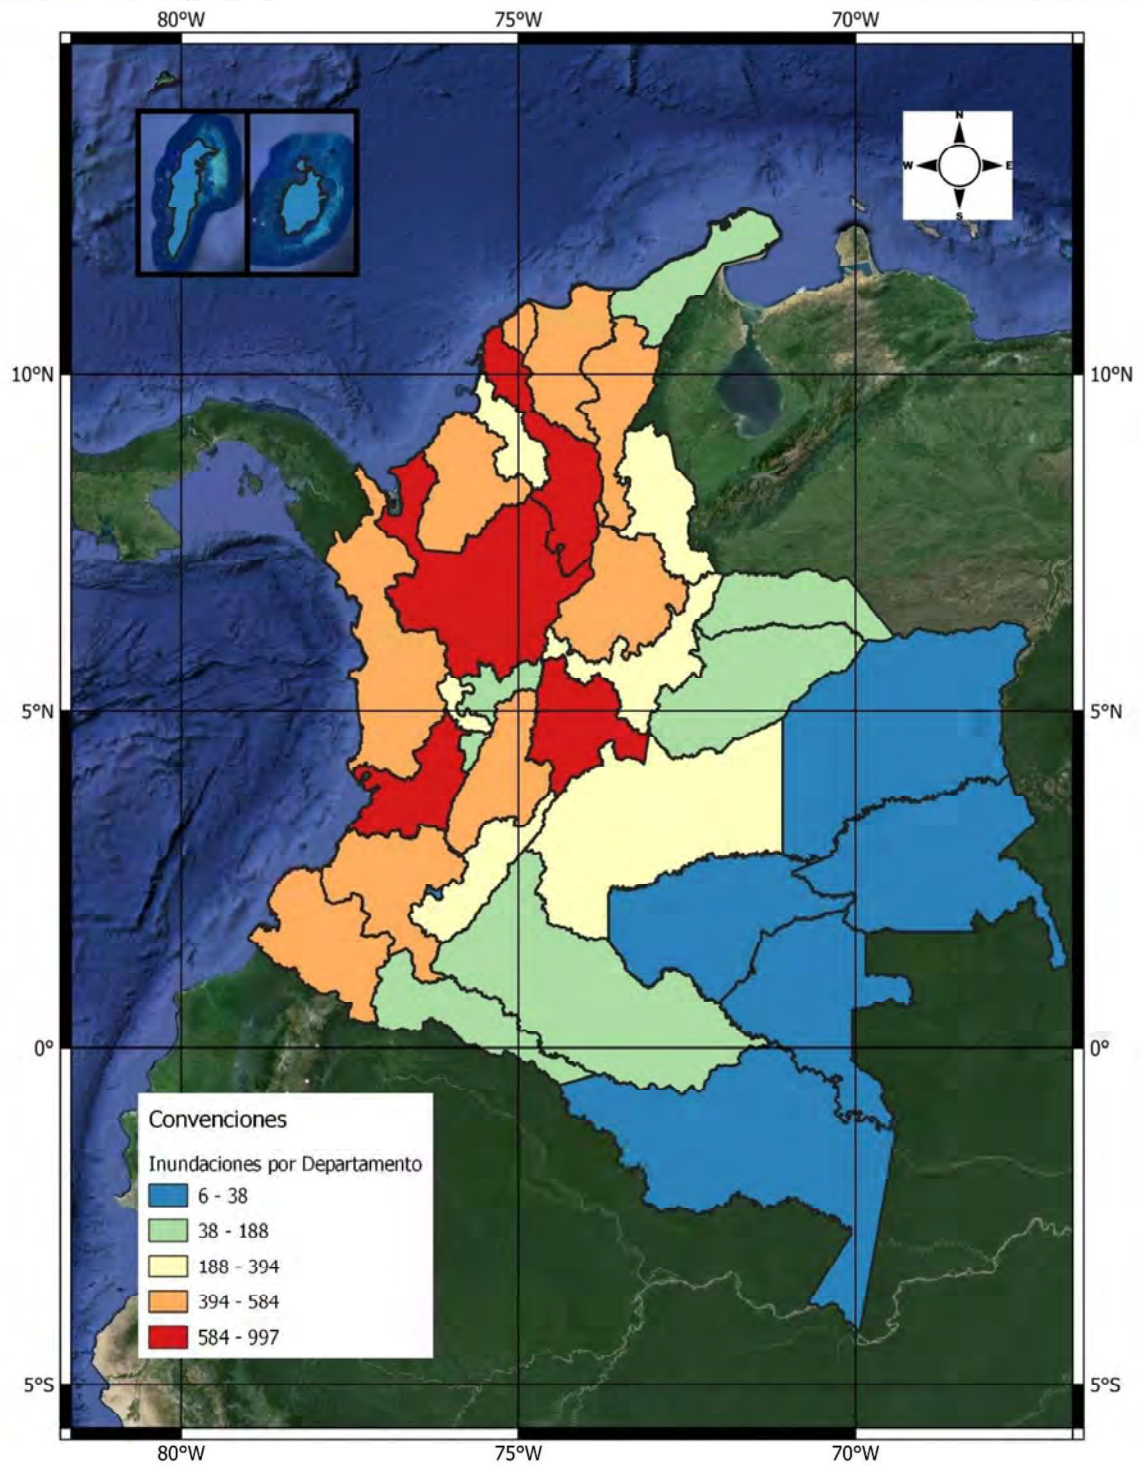 80°W 75°W 70°W
N
W E
S
10°N 10°N
5°N 5°N
0° 0°
Convenciones
Inundaciones por Departamento
6 - 38
38 - 188
188 - 394
394 - 584
584 - 997
5°S 5°S
80°W 75°W 70°W